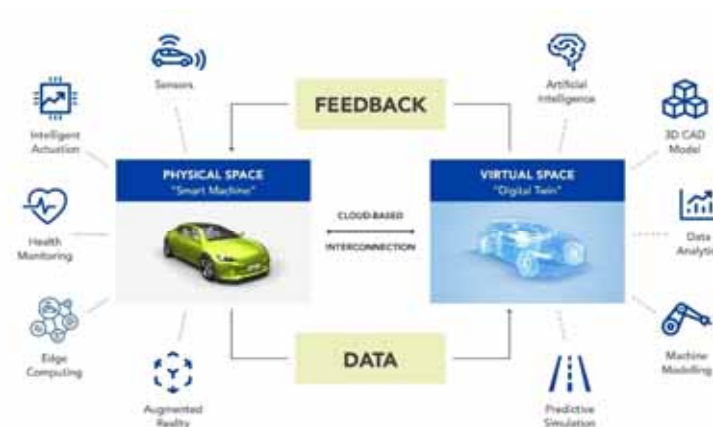 Sensors
Artificial
Intelligence
FEEDBACK
Intelligent
Actuation
3D CAD
Model
PHYSICAL SPACE
"Smart Machine"
VIRTUAL SPACE
"Digital Twin"
CLOUD-BASED
INTERCONNECTION
Health
Monitoring
Data
Analytic
Edge
Computing
DATA
Machine
Modelling
Augmented
Reality
Predictive
Simulation